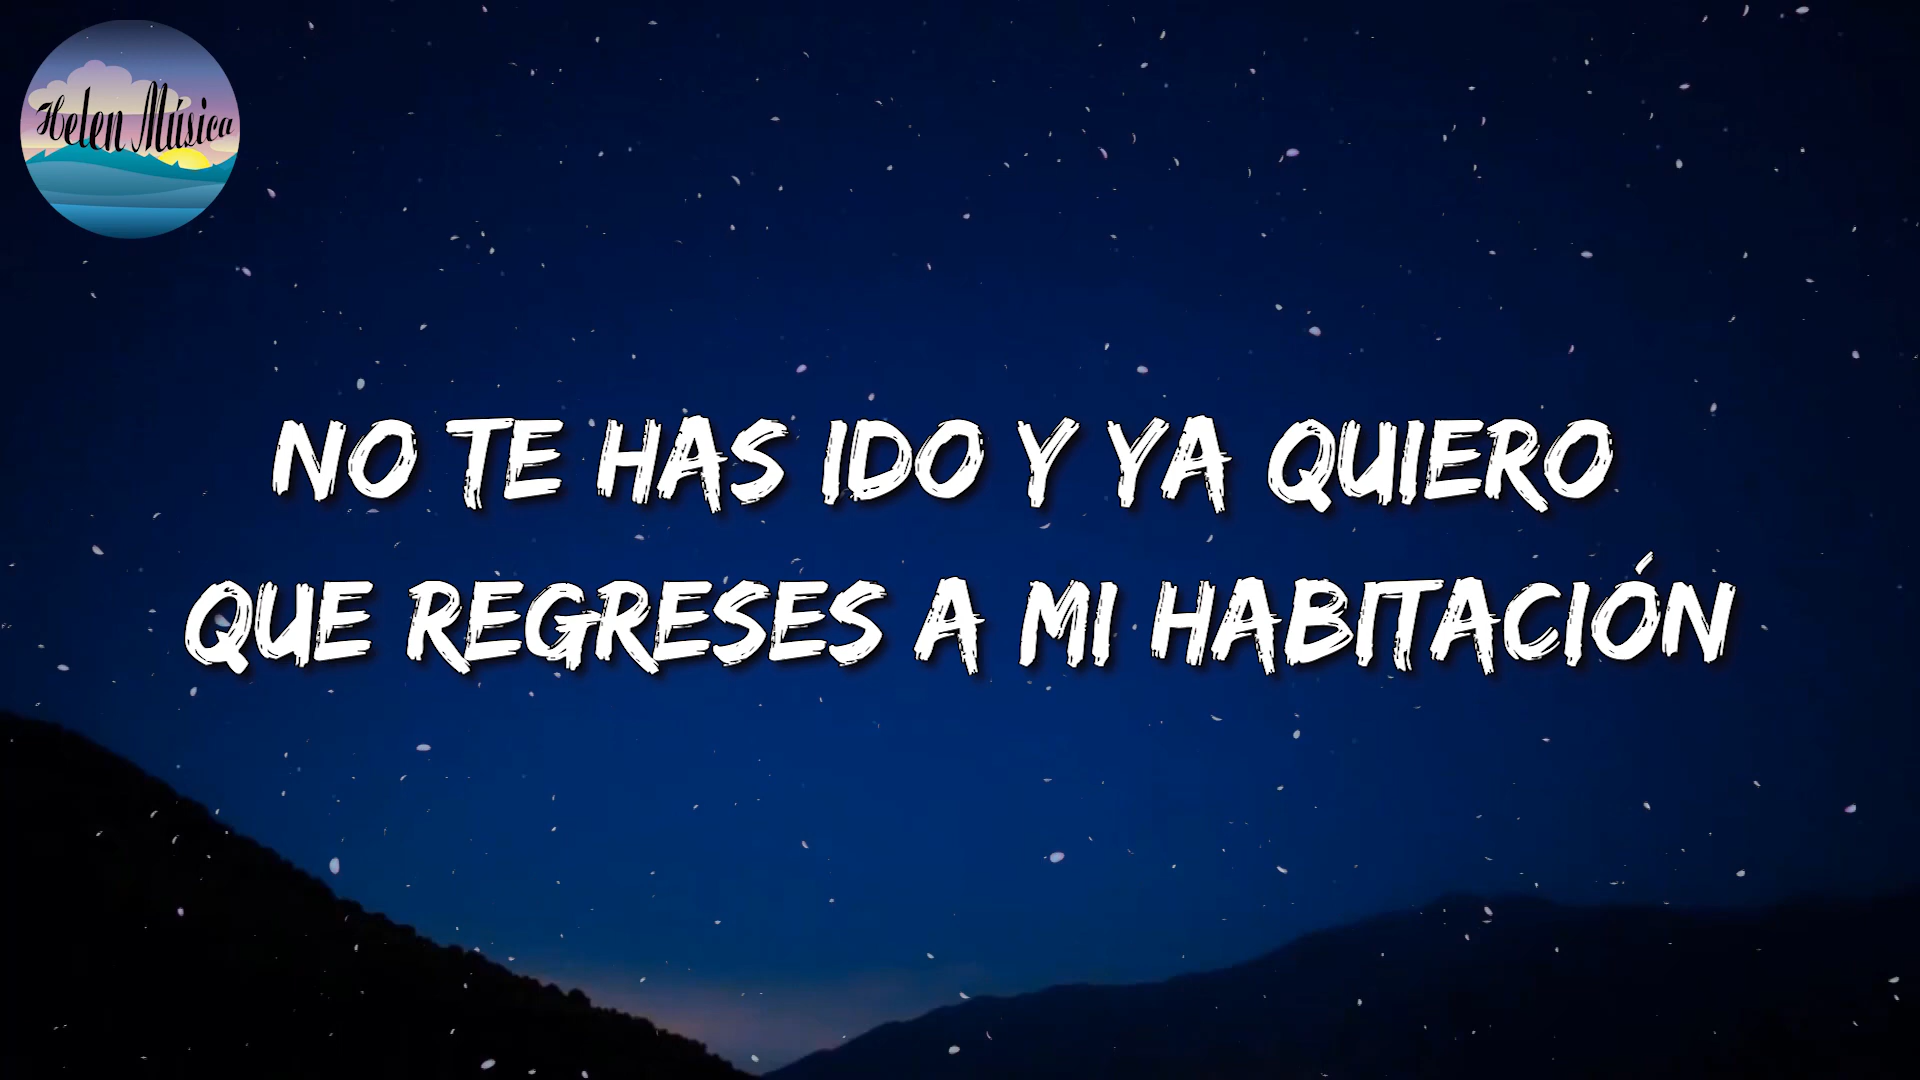 Helen Música
NO TE HAS IDO Y YA QUIERO
QUE REGRESES A MI HABITACIÓN